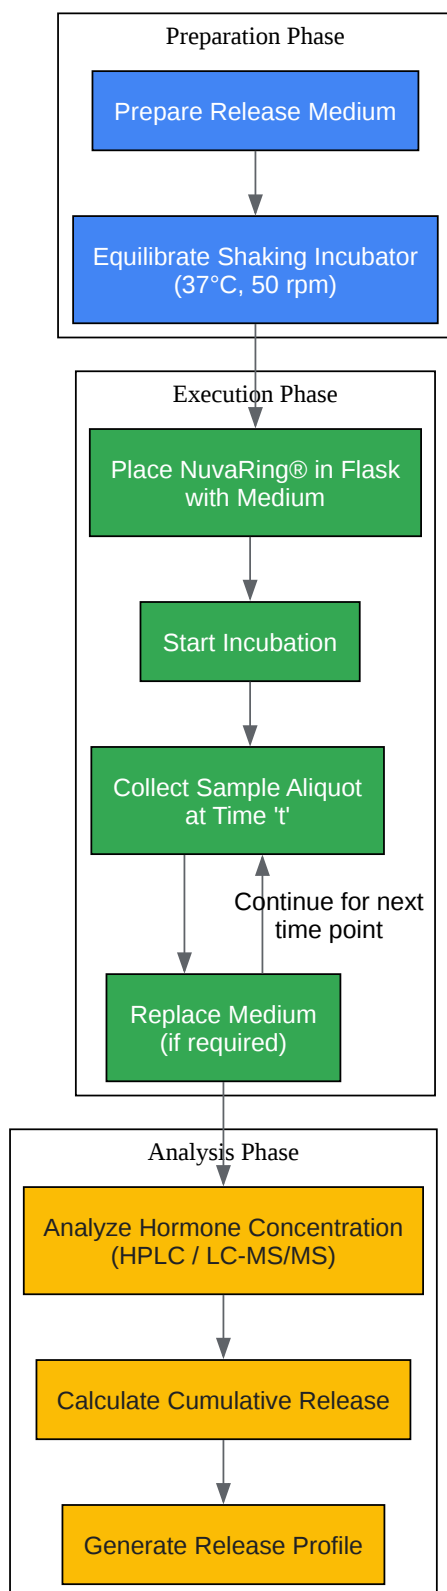 Preparation Phase
Prepare Release Medium
Equilibrate Shaking Incubator
(37°C, 50 rpm)
Execution Phase
Place NuvaRing® in Flask
with Medium
Start Incubation
Collect Sample Aliquot
at Time 't'
Continue for next
time point
Replace Medium
(if required)
Analysis Phase
Analyze Hormone Concentration
(HPLC / LC-MS/MS)
Calculate Cumulative Release
Generate Release Profile